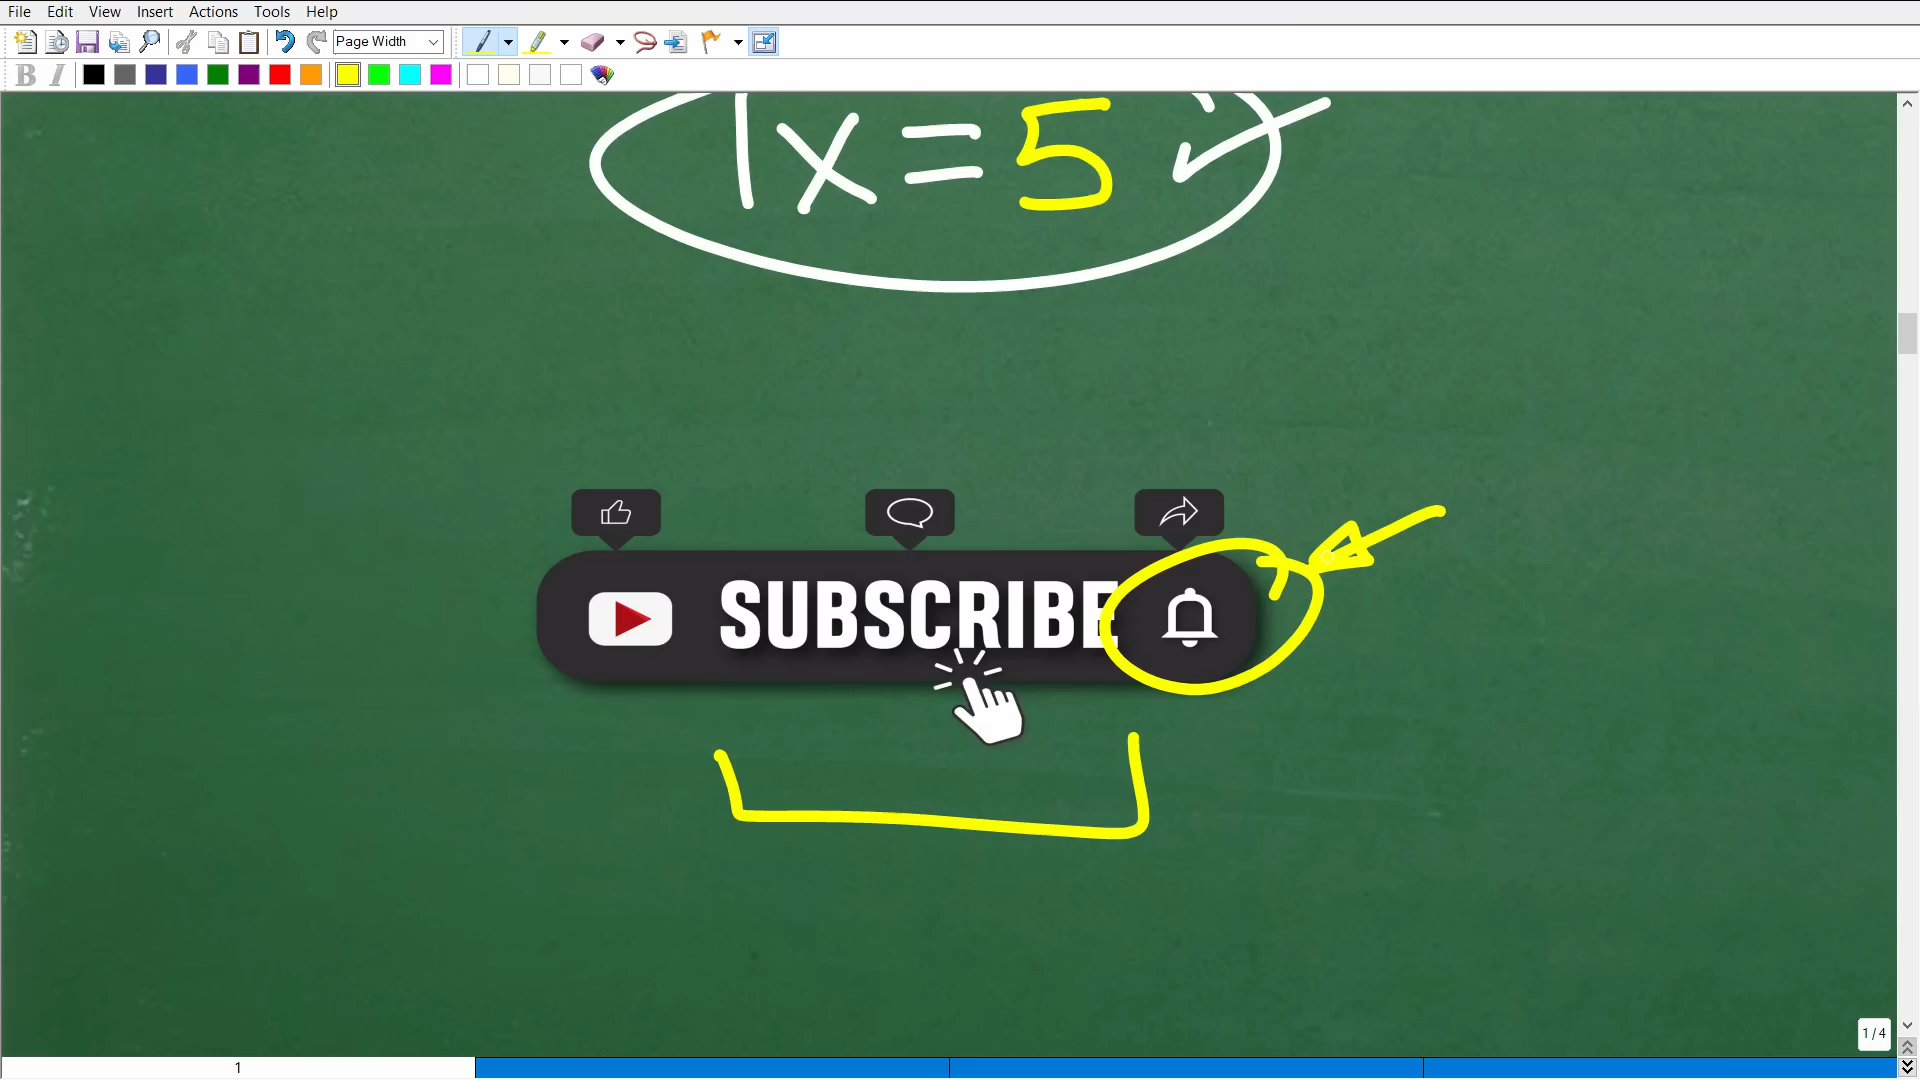 File Edit View Insert Actions Tools Help
Page Width
B I
1x = 5
SUBSCRIBE
1 / 4
1